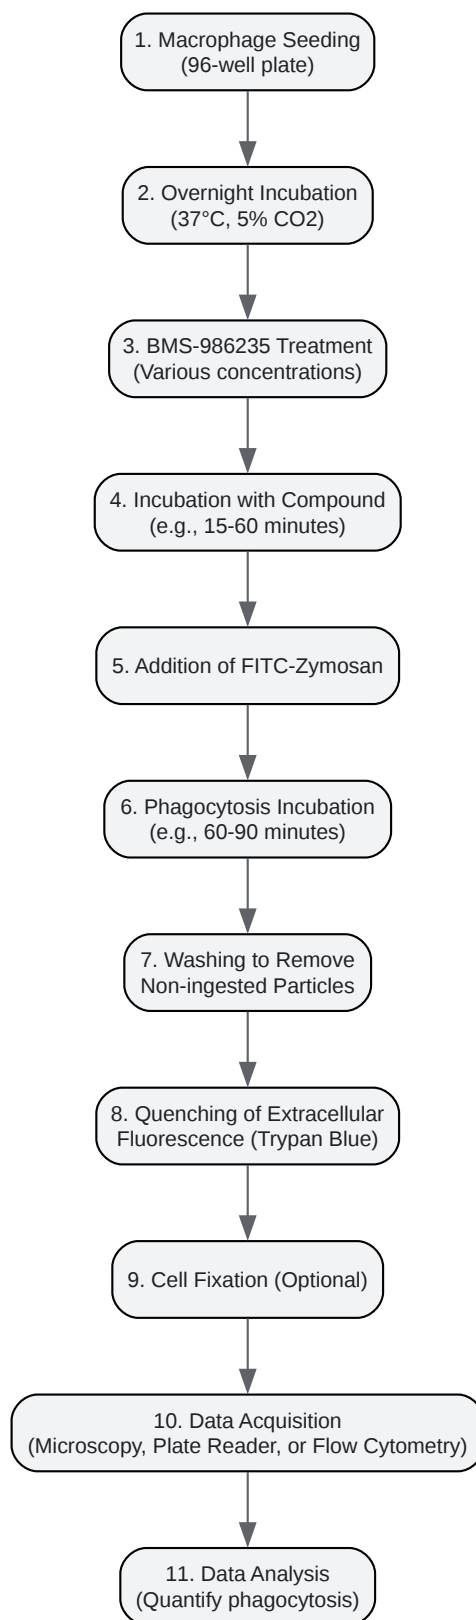 1. Macrophage Seeding
(96-well plate)
2. Overnight Incubation
(37°C, 5% CO2)
3. BMS-986235 Treatment
(Various concentrations)
4. Incubation with Compound
(e.g., 15-60 minutes)
5. Addition of FITC-Zymosan
6. Phagocytosis Incubation
(e.g., 60-90 minutes)
7. Washing to Remove
Non-ingested Particles
8. Quenching of Extracellular
Fluorescence (Trypan Blue)
9. Cell Fixation (Optional)
10. Data Acquisition
(Microscopy, Plate Reader, or Flow Cytometry)
11. Data Analysis
(Quantify phagocytosis)